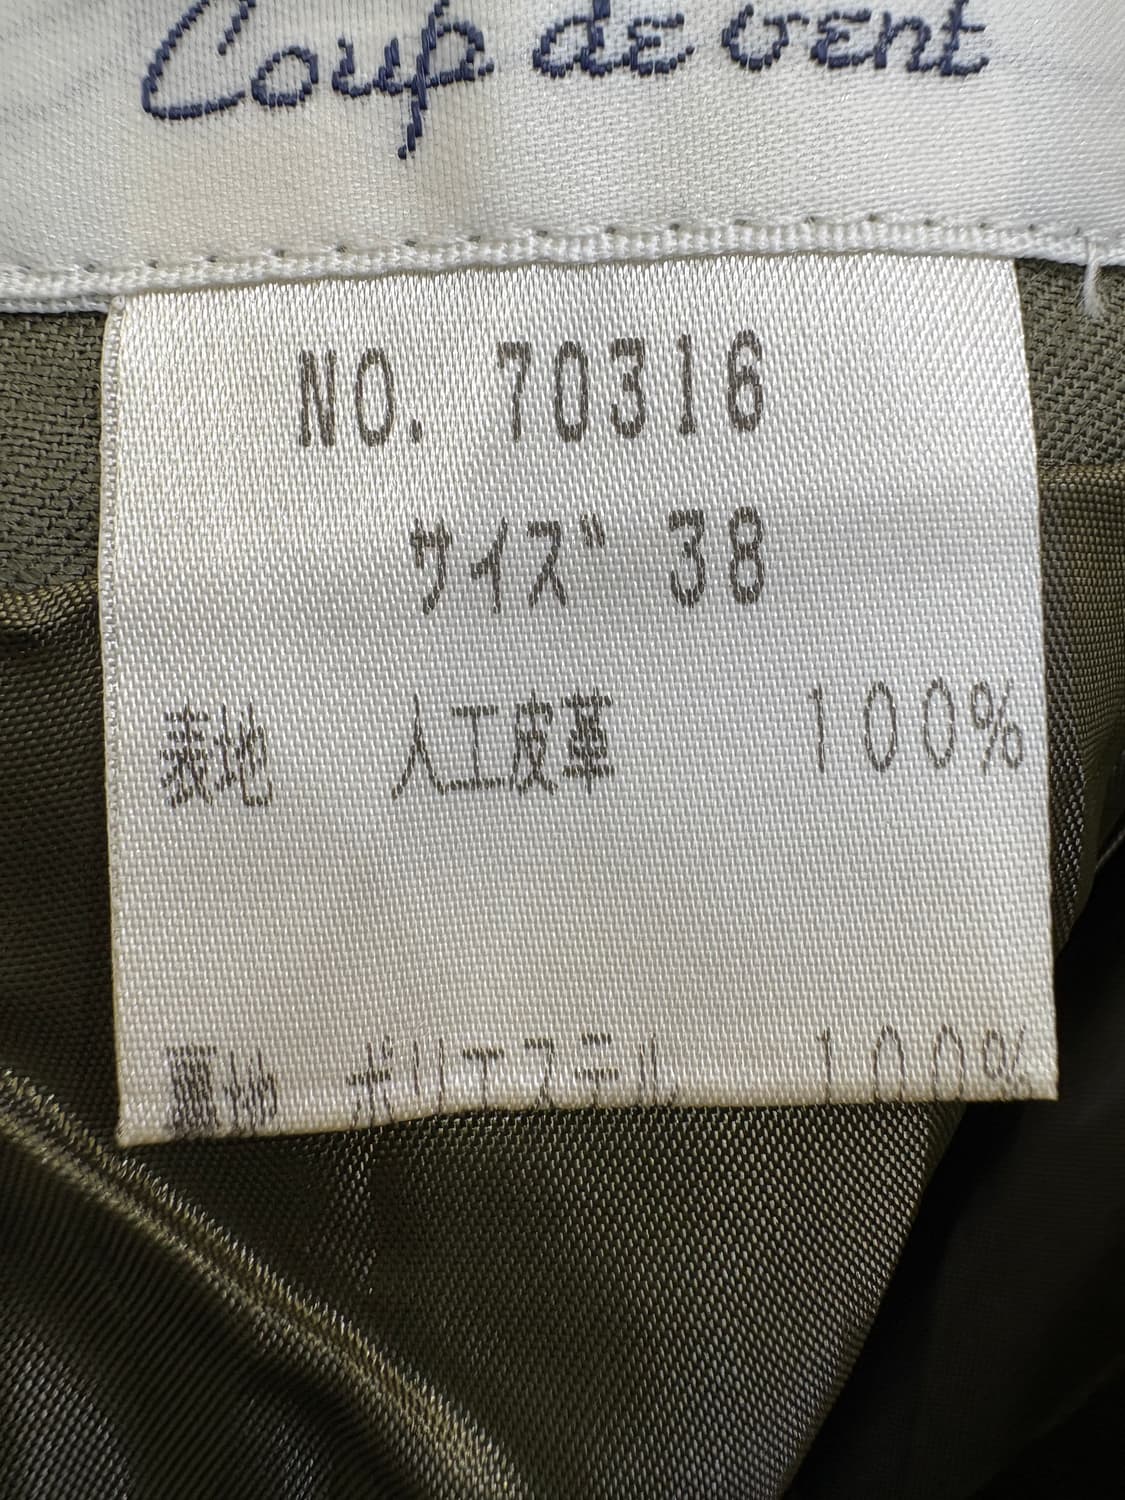 Coup de vent
NO. 70316
サイズ 38
表地 人工皮革 100%
裏地 ポリエステル 100%